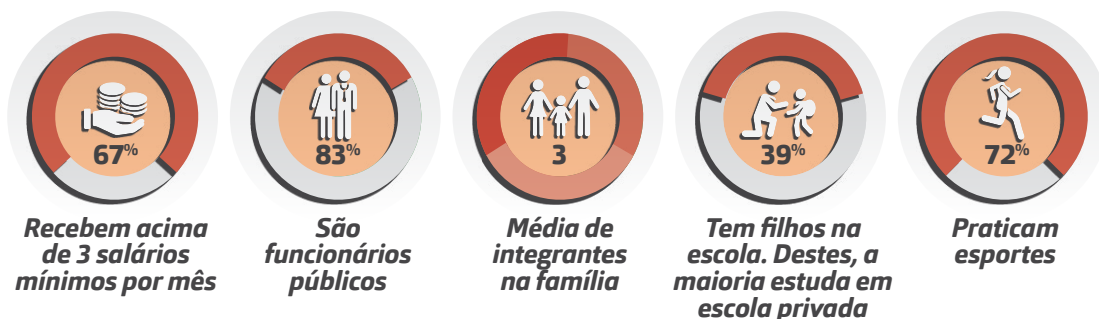 67%
Recebem acima
de 3 salários
mínimos por mês
83%
São
funcionários
públicos
3
Média de
integrantes
na família
39%
Tem filhos na
escola. Destes, a
maioria estuda em
escola privada
72%
Praticam
esportes